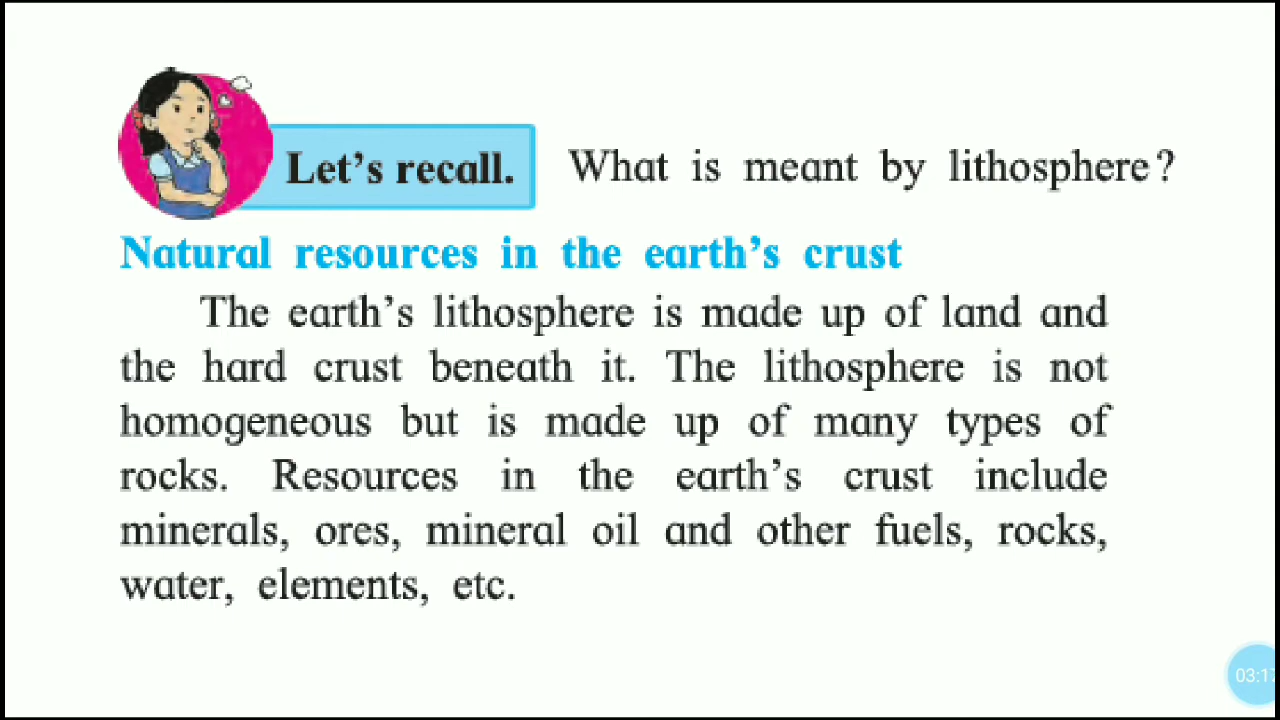 Let's recall. What is meant by lithosphere?
Natural resources in the earth's crust
The earth's lithosphere is made up of land and
the hard crust beneath it. The lithosphere is not
homogeneous but is made up of many types of
rocks. Resources in the earth's crust include
minerals, ores, mineral oil and other fuels, rocks,
water, elements, etc.